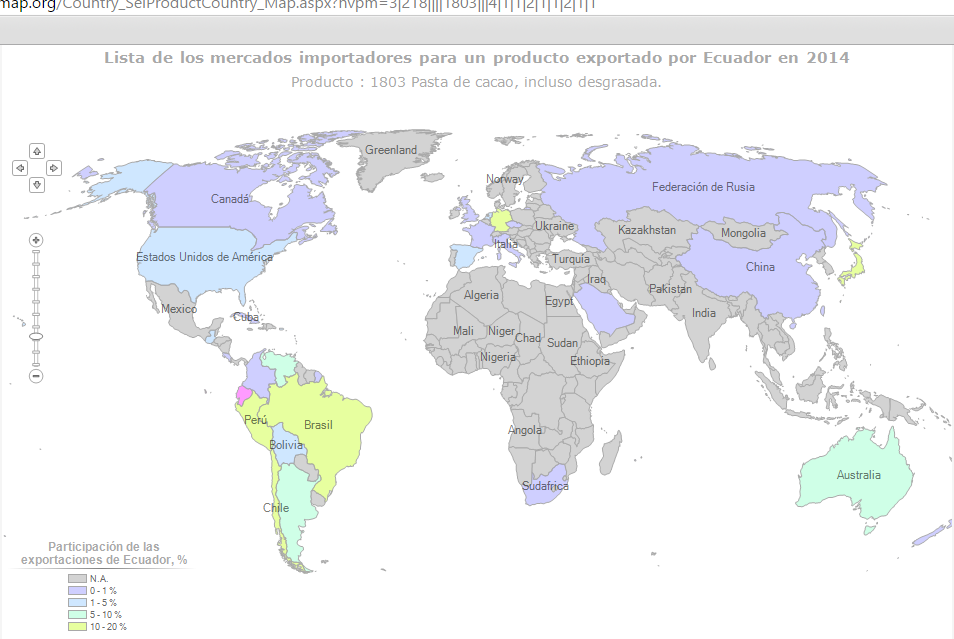 map.org/Country_SelProductCountry_Map.aspx?nvpm=3|218||||1803|||4|1|1|2|1|1|2|1|1
Lista de los mercados importadores para un producto exportado por Ecuador en 2014
Producto : 1803 Pasta de cacao, incluso desgrasada.
Greenland
Norway
Federación de Rusia
Canadá
Ukraine
Kazakhstan
Mongolia
Italia
Estados Unidos de América
Turquía
China
Iraq
Pakistan
Mexico
Algeria
Egypt
Cuba
India
Mali
Niger
Chad
Sudan
Nigeria
Ethiopia
Perú
Brasil
Angola
Bolivia
Australia
Sudafrica
Chile
Participación de las
exportaciones de Ecuador, %
N.A.
0 - 1 %
1 - 5 %
5 - 10 %
10 - 20 %